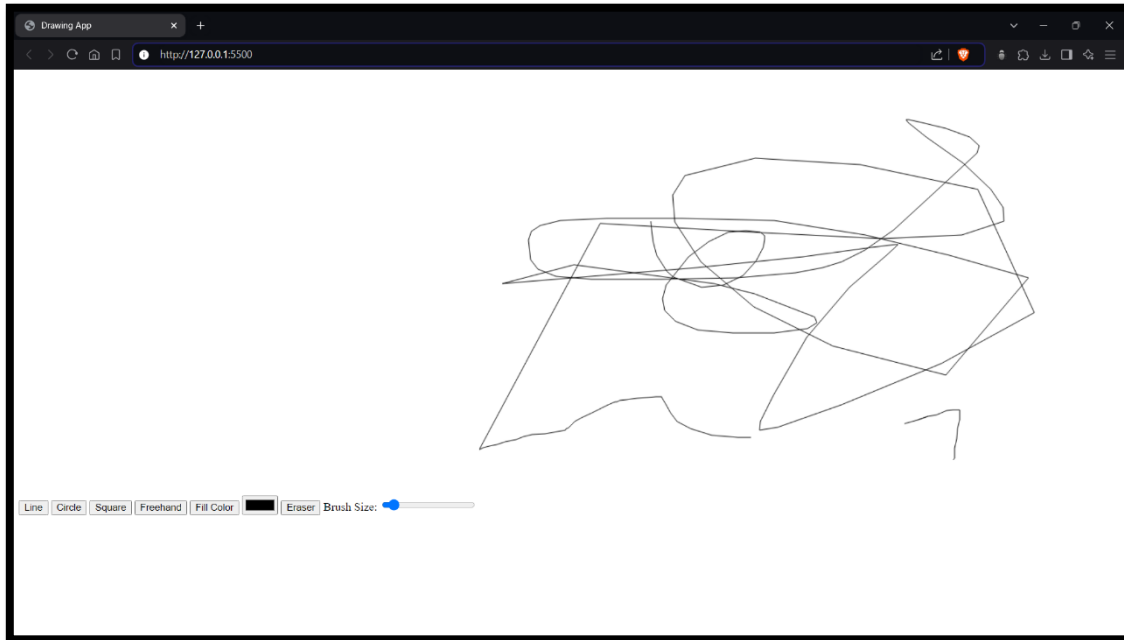 Drawing App
http://127.0.0.1:5500
Line Circle Square Freehand Fill Color Eraser Brush Size: